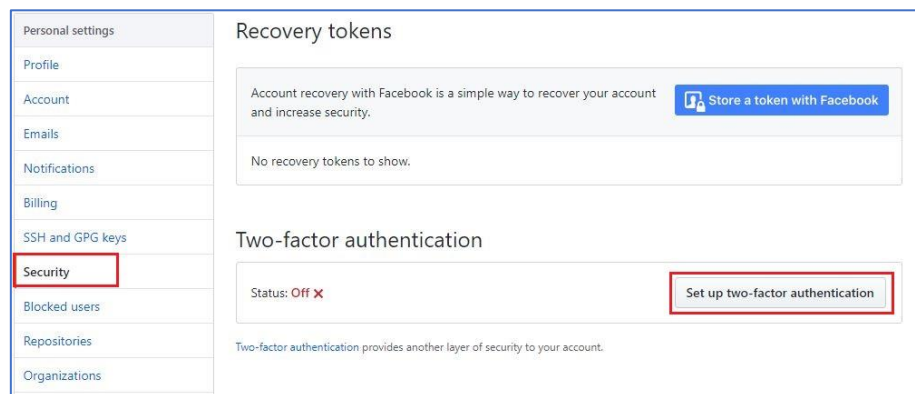 Personal settings
Profile
Account
Emails
Notifications
Billing
SSH and GPG keys
Security
Blocked users
Repositories
Organizations
Recovery tokens
Account recovery with Facebook is a simple way to recover your account
and increase security.
Store a token with Facebook
No recovery tokens to show.
Two-factor authentication
Status: Off ✗
Set up two-factor authentication
Two-factor authentication provides another layer of security to your account.